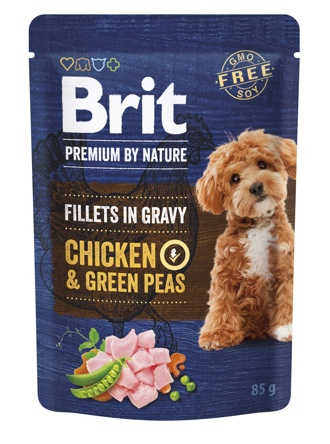 GMO
FREE
SOY
Brit
PREMIUM BY NATURE
FILLETS IN GRAVY
CHICKEN
& GREEN PEAS
85 g